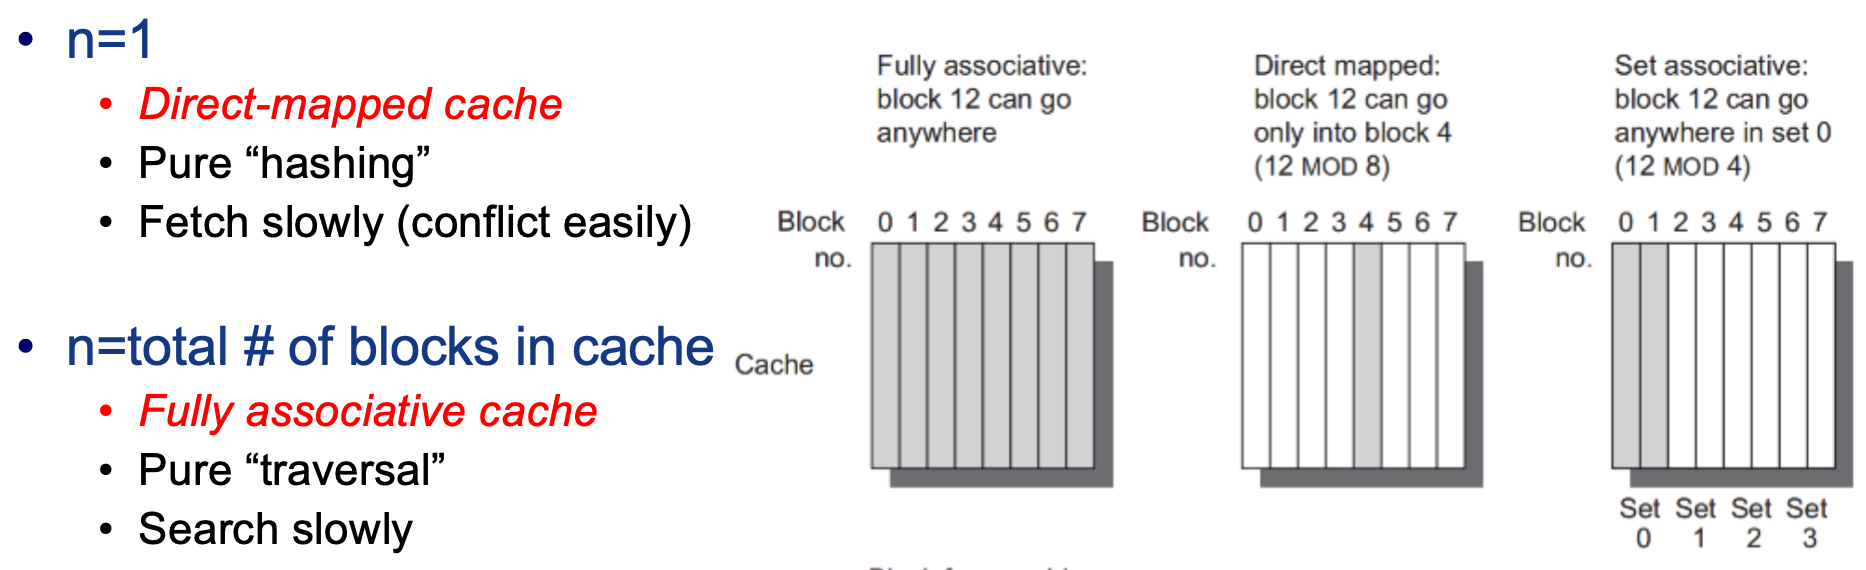 • n=1
• Direct-mapped cache
• Pure “hashing”
• Fetch slowly (conflict easily)
• n=total # of blocks in cache
• Fully associative cache
• Pure “traversal”
• Search slowly
Fully associative:
block 12 can go
anywhere
Block 0 1 2 3 4 5 6 7
no.
Cache
Direct mapped:
block 12 can go
only into block 4
(12 MOD 8)
Block 0 1 2 3 4 5 6 7
no.
Set associative:
block 12 can go
anywhere in set 0
(12 MOD 4)
Block 0 1 2 3 4 5 6 7
no.
Set Set Set Set
0 1 2 3